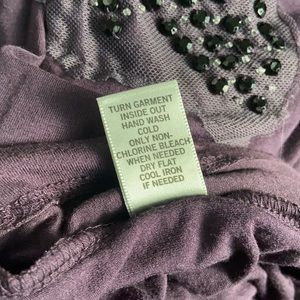 TURN GARMENT
INSIDE OUT
HAND WASH
COLD
ONLY NON-
CHLORINE BLEACH
WHEN NEEDED
DRY FLAT
COOL IRON
IF NEEDED